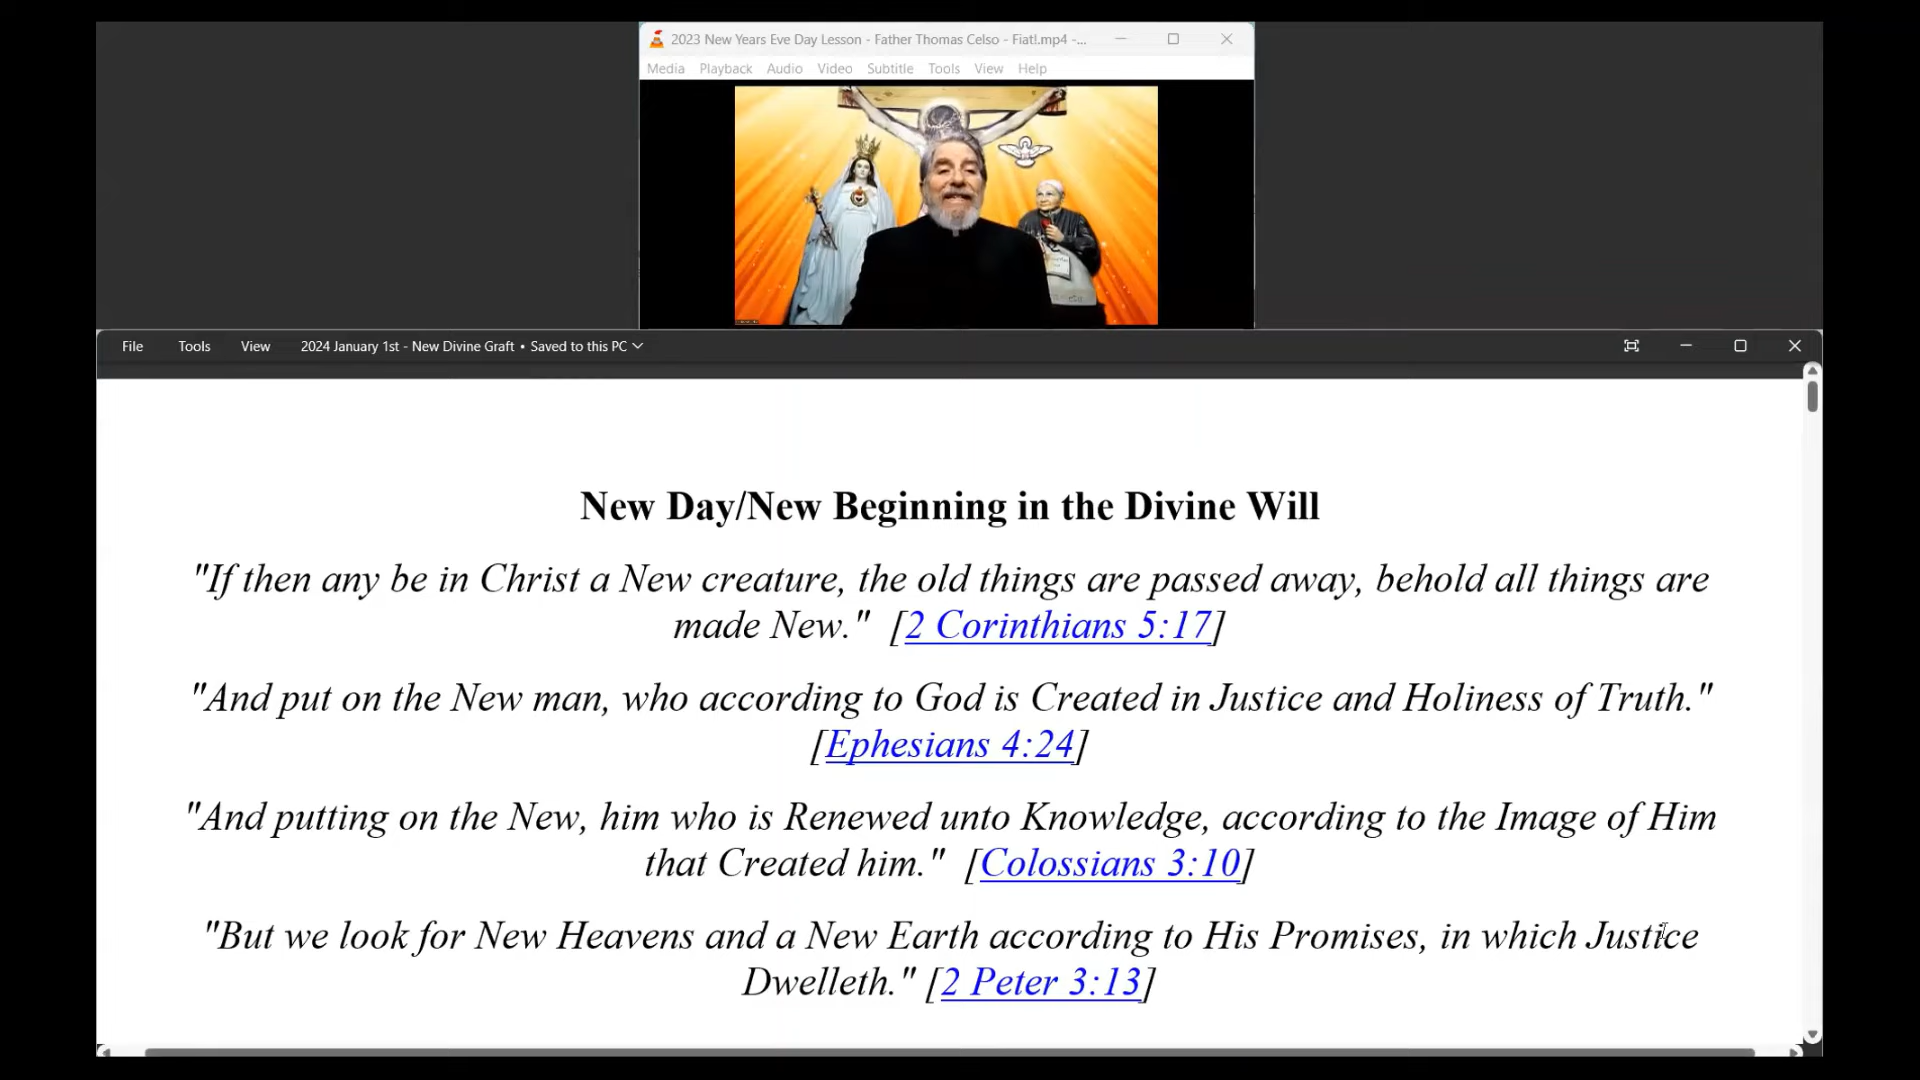 2023 New Years Eve Day Lesson - Father Thomas Celso - Fiat!.mp4 -...
Media Playback Audio Video Subtitle Tools View Help
File Tools View 2024 January 1st - New Divine Graft • Saved to this PC
New Day/New Beginning in the Divine Will
"If then any be in Christ a New creature, the old things are passed away, behold all things are
made New." [2 Corinthians 5:17]
"And put on the New man, who according to God is Created in Justice and Holiness of Truth."
[Ephesians 4:24]
"And putting on the New, him who is Renewed unto Knowledge, according to the Image of Him
that Created him." [Colossians 3:10]
"But we look for New Heavens and a New Earth according to His Promises, in which Justice
Dwelleth." [2 Peter 3:13]